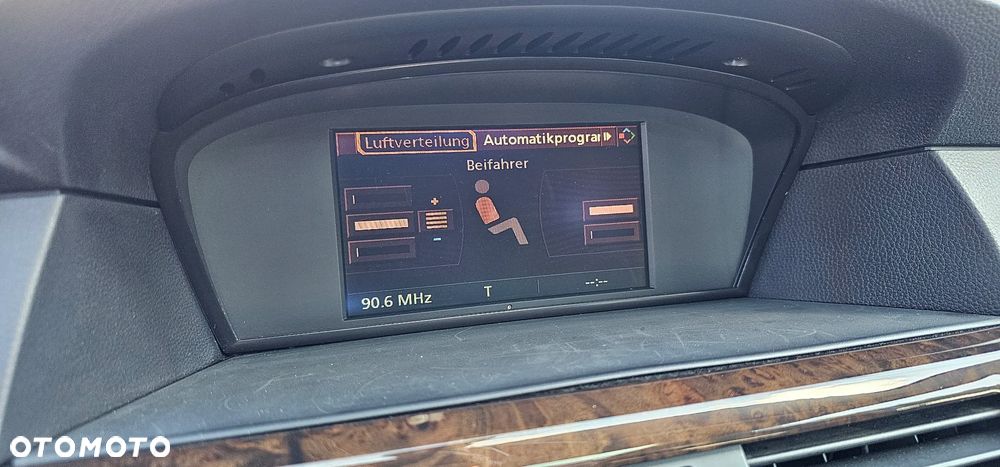 Luftverteilung Automatikprogra
Beifahrer
+
-
90.6 MHz T --:--
OTOMOTO